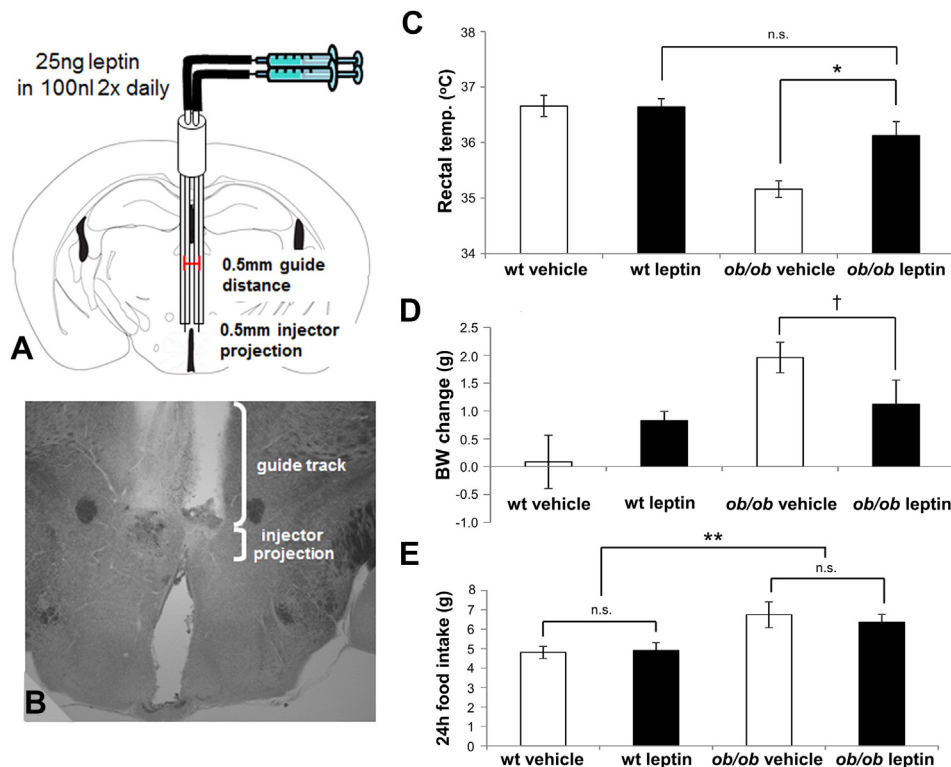 A
25ng leptin
in 100nl 2x daily
0.5mm guide
distance
0.5mm injector
projection
B
guide track
injector
projection
C
Rectal temp. (ºC)
38
37
36
35
34
n.s.
*
wt vehicle
wt leptin
ob/ob vehicle
ob/ob leptin
D
BW change (g)
2.5
2.0
1.5
1.0
0.5
0.0
-0.5
-1.0
†
wt vehicle
wt leptin
ob/ob vehicle
ob/ob leptin
E
24h food intake (g)
8
7
6
5
4
3
2
1
0
**
n.s.
n.s.
wt vehicle
wt leptin
ob/ob vehicle
ob/ob leptin